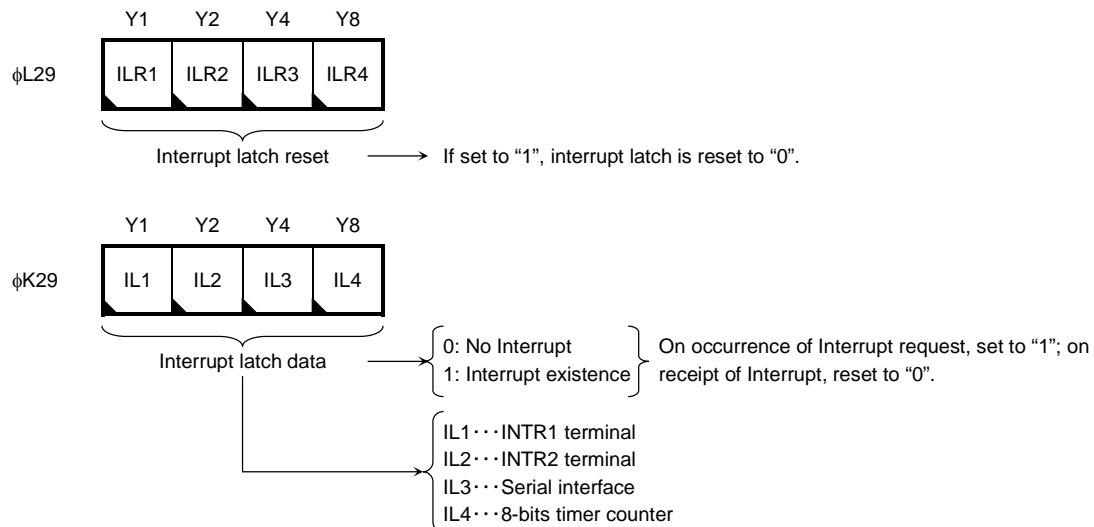 Y1 Y2 Y4 Y8
ϕL29 ILR1 ILR2 ILR3 ILR4
Interrupt latch reset If set to “1”, interrupt latch is reset to “0”.
Y1 Y2 Y4 Y8
ϕK29 IL1 IL2 IL3 IL4
Interrupt latch data
0: No Interrupt
1: Interrupt existence
On occurrence of Interrupt request, set to “1”; on
receipt of Interrupt, reset to “0”.
IL1･･･INTR1 terminal
IL2･･･INTR2 terminal
IL3･･･Serial interface
IL4･･･8-bits timer counter